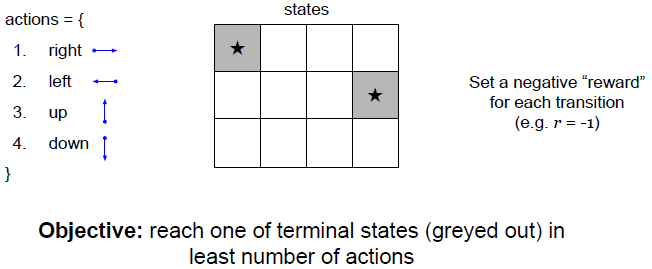 actions = {
1. right
2. left
3. up
4. down
}
states
★
★
Set a negative “reward”
for each transition
(e.g. r = -1)
Objective: reach one of terminal states (greyed out) in
least number of actions